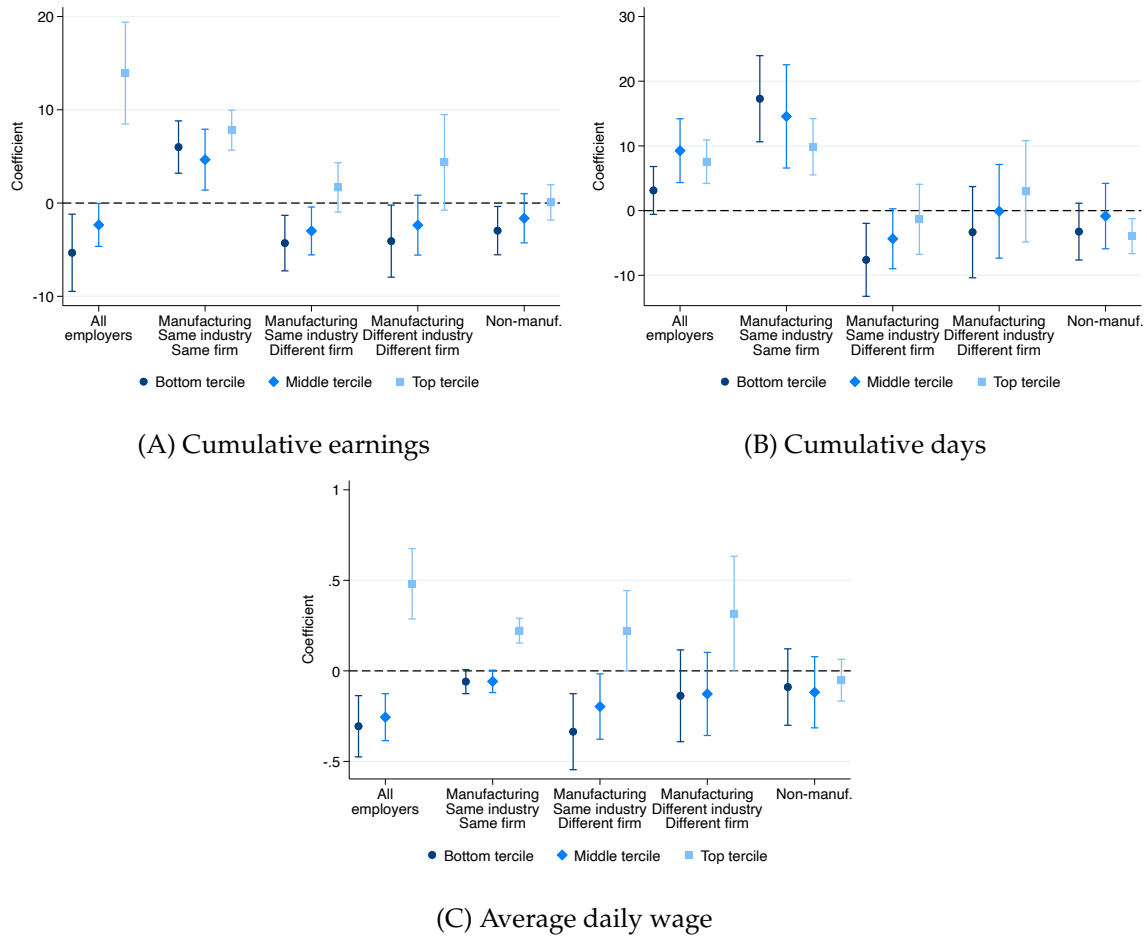 20
10
0
-10
Coefficient
All
employers
Manufacturing
Same industry
Same firm
Manufacturing
Same industry
Different firm
Manufacturing
Different industry
Different firm
Non-manuf.
Bottom tercile Middle tercile Top tercile
(A) Cumulative earnings
30
20
10
0
-10
Coefficient
All
employers
Manufacturing
Same industry
Same firm
Manufacturing
Same industry
Different firm
Manufacturing
Different industry
Different firm
Non-manuf.
Bottom tercile Middle tercile Top tercile
(B) Cumulative days
1
.5
0
-.5
Coefficient
All
employers
Manufacturing
Same industry
Same firm
Manufacturing
Same industry
Different firm
Manufacturing
Different industry
Different firm
Non-manuf.
Bottom tercile Middle tercile Top tercile
(C) Average daily wage